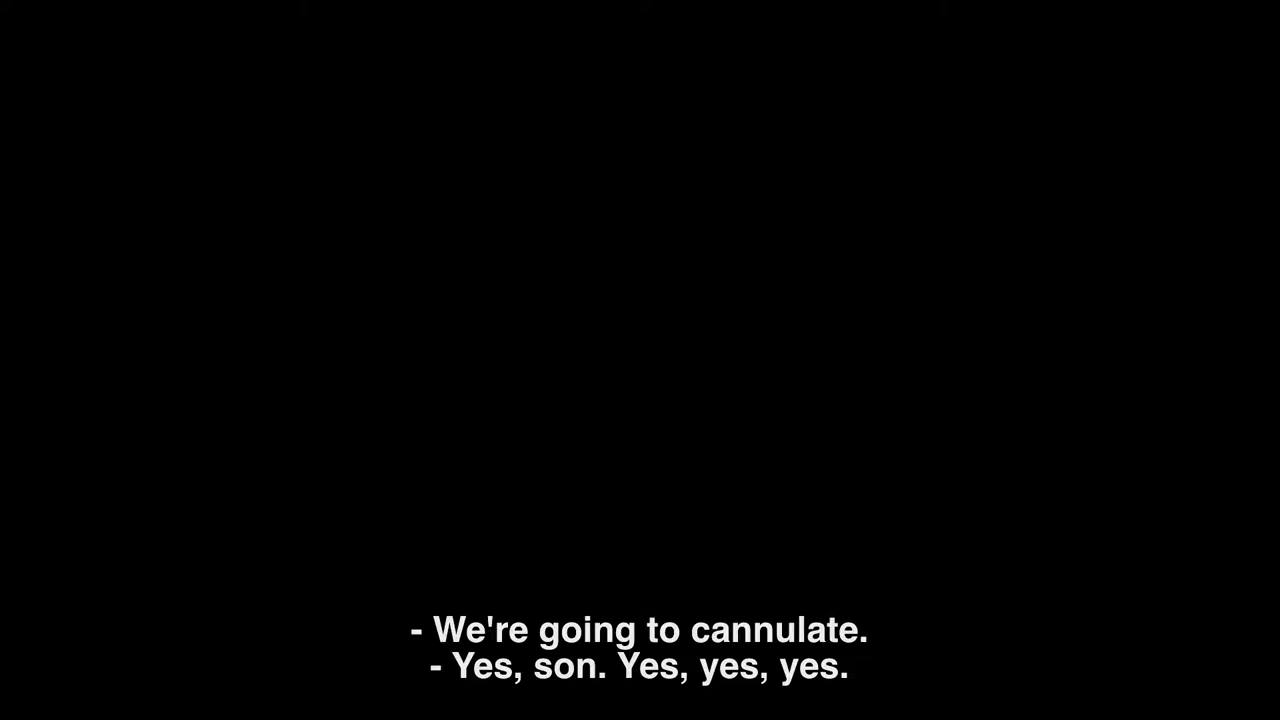 - We're going to cannulate.
- Yes, son. Yes, yes, yes.